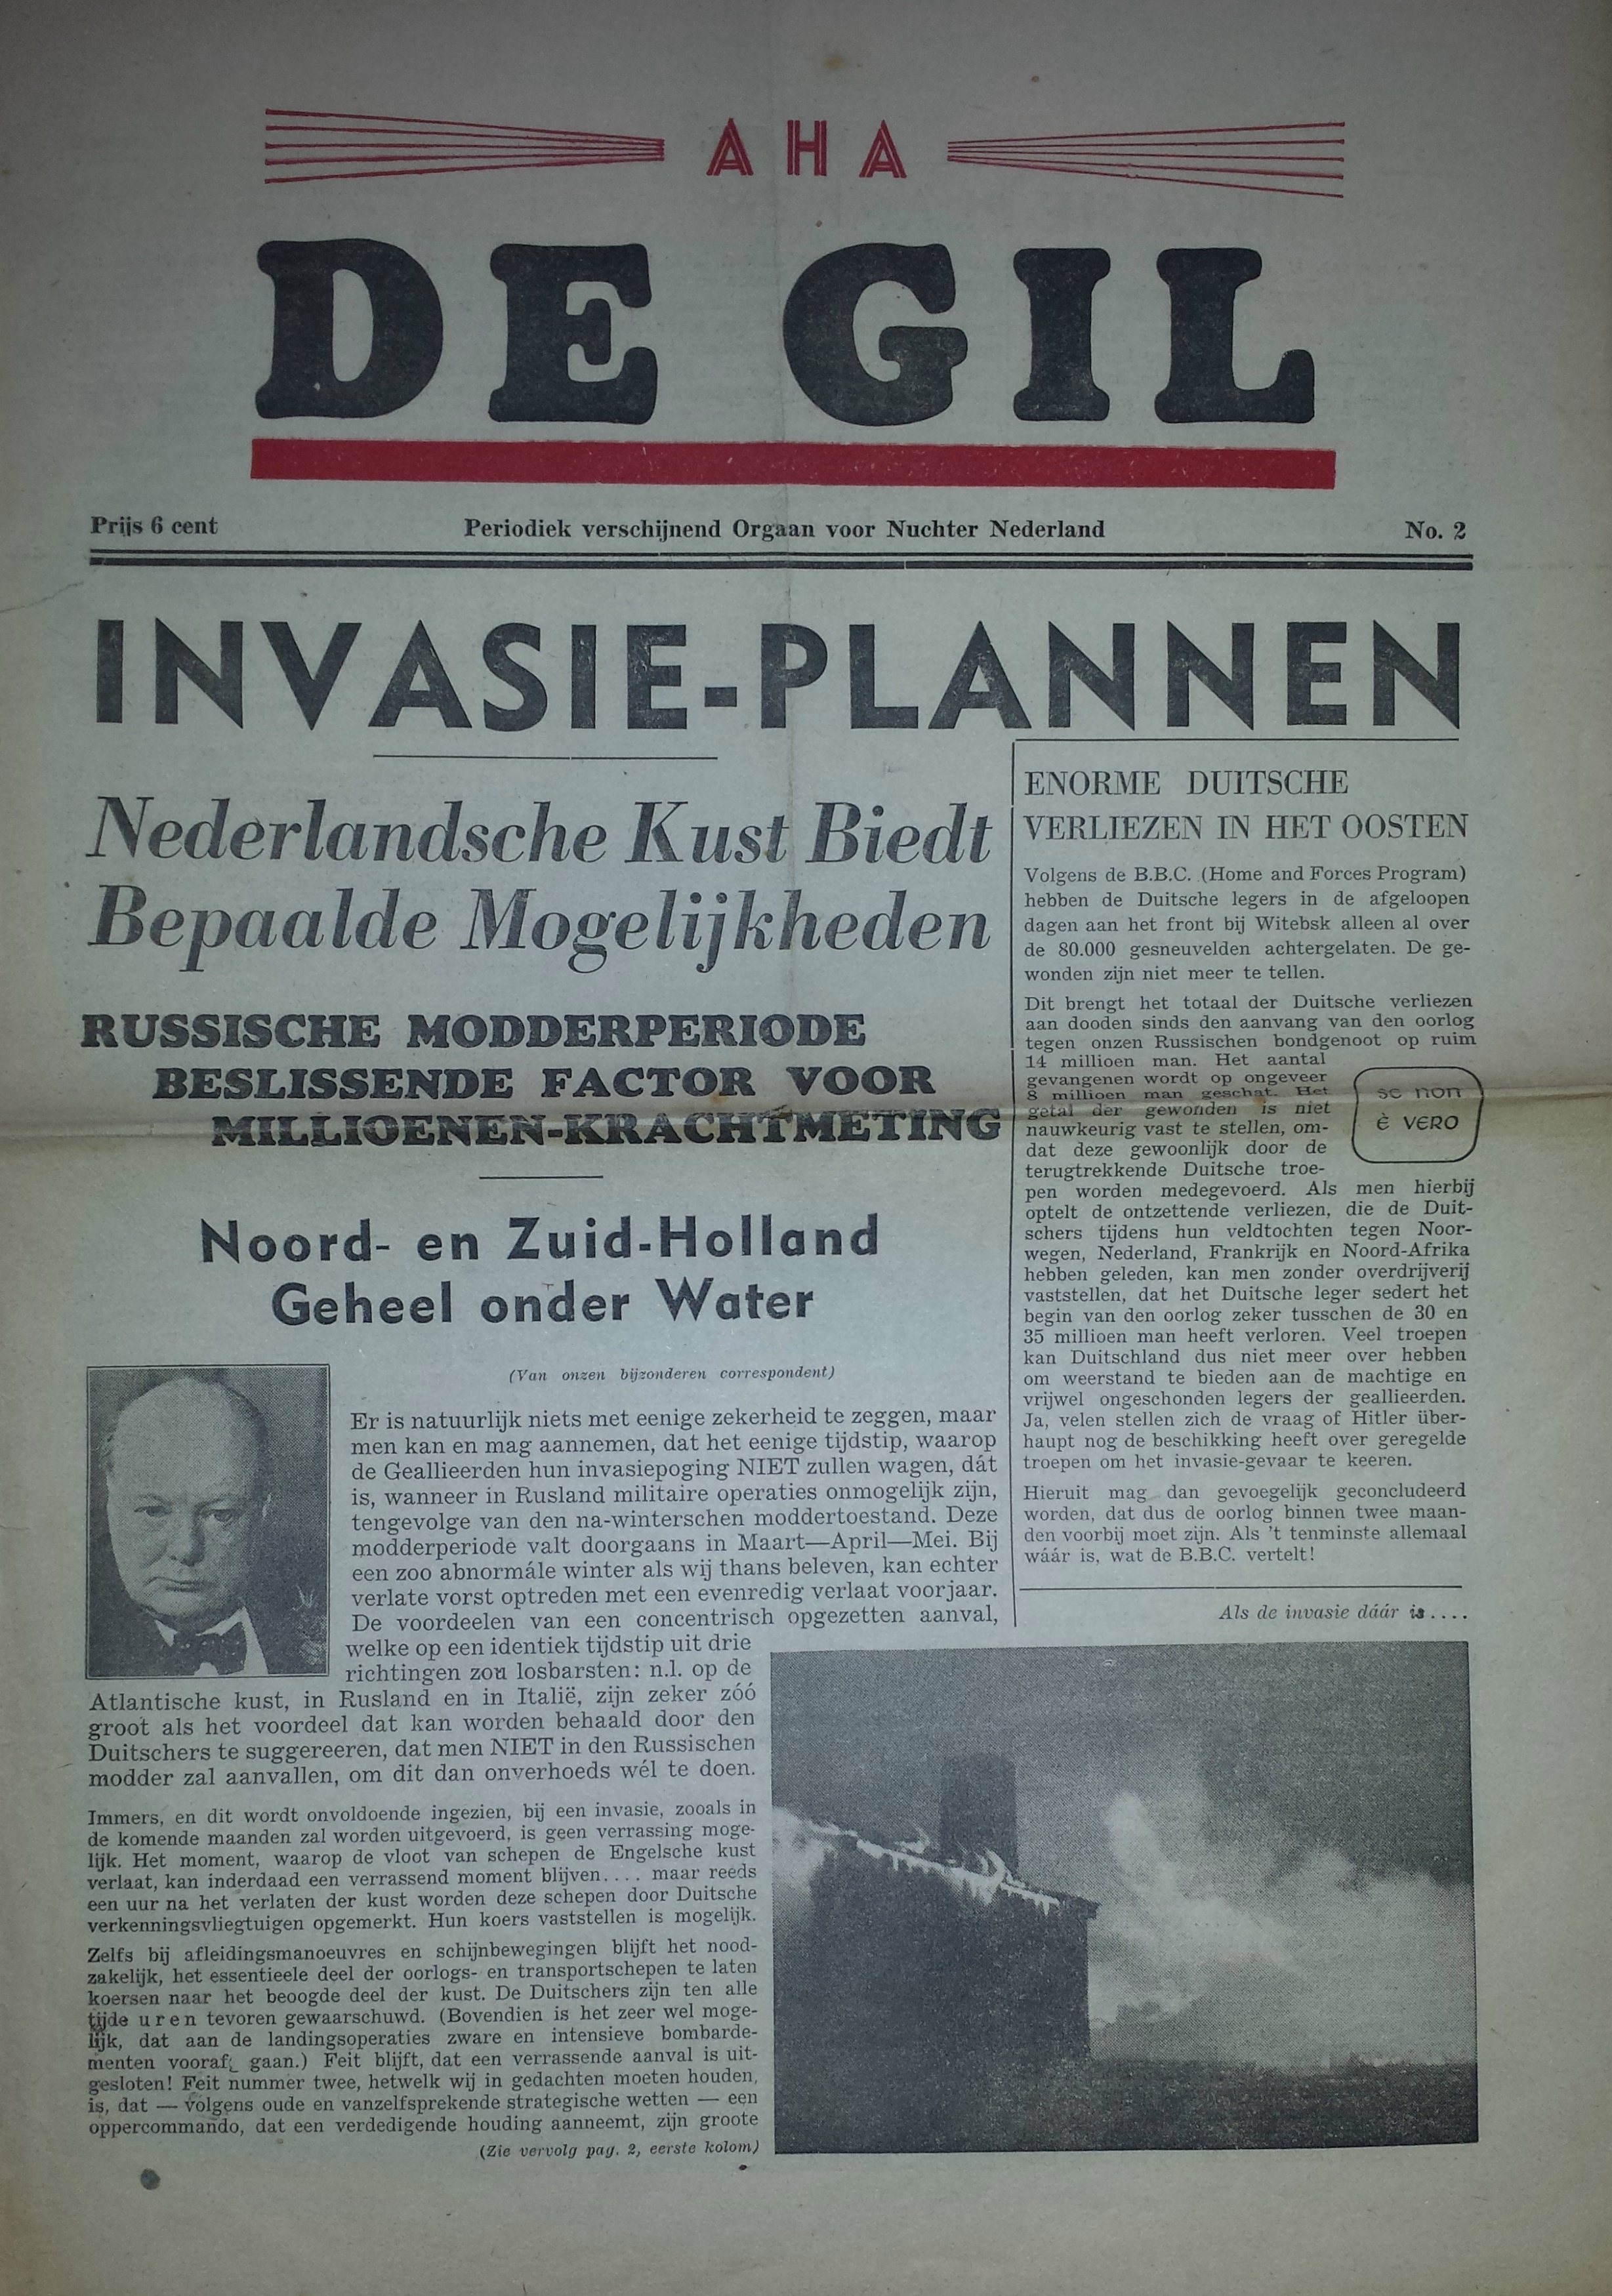 AHA
DE GIL
Prijs 6 cent
Periodiek verschijnend Orgaan voor Nuchter Nederland
No. 2
INVASIE-PLANNEN
Nederlandsche Kust Biedt
Bepaalde Mogelijkheden
RUSSISCHE MODDERPERIODE
BESLISSENDE FACTOR VOOR
MILLIOENEN-KRACHTMETING
Noord- en Zuid-Holland
Geheel onder Water
(Van onzen bijzonderen correspondent)
Er is natuurlijk niets met eenige zekerheid te zeggen, maar
men kan en mag aannemen, dat het eenige tijdstip, waarop
de Geallieerden hun invasiepoging NIET zullen wagen, dát
is, wanneer in Rusland militaire operaties onmogelijk zijn,
tengevolge van den na-winterschen moddertoestand. Deze
modderperiode valt doorgaans in Maart—April—Mei. Bij
een zoo abnormále winter als wij thans beleven, kan echter
verlate vorst optreden met een evenredig verlaat voorjaar.
De voordeelen van een concentrisch opgezetten aanval,
welke op een identiek tijdstip uit drie
richtingen zou losbarsten: n.l. op de
Atlantische kust, in Rusland en in Italië, zijn zeker zóó
groot als het voordeel dat kan worden behaald door den
Duitschers te suggereeren, dat men NIET in den Russischen
modder zal aanvallen, om dit dan onverhoeds wél te doen.
Immers, en dit wordt onvoldoende ingezien, bij een invasie, zooals in
de komende maanden zal worden uitgevoerd, is geen verrassing moge-
lijk. Het moment, waarop de vloot van schepen de Engelsche kust
verlaat, kan inderdaad een verrassend moment blijven.... maar reeds
een uur na het verlaten der kust worden deze schepen door Duitsche
verkenningsvliegtuigen opgemerkt. Hun koers vaststellen is mogelijk.
Zelfs bij afleidingsmanoeuvres en schijnbewegingen blijft het nood-
zakelijk, het essentieele deel der oorlogs- en transportschepen te laten
koersen naar het beoogde deel der kust. De Duitschers zijn ten alle
tijde uren tevoren gewaarschuwd. (Bovendien is het zeer wel moge-
lijk, dat aan de landingsoperaties zware en intensieve bombarde-
menten vooraf gaan.) Feit blijft, dat een verrassende aanval is uit-
gesloten! Feit nummer twee, hetwelk wij in gedachten moeten houden,
is, dat — volgens oude en vanzelfsprekende strategische wetten — een
oppercommando, dat een verdedigende houding aanneemt, zijn groote
(Zie vervolg pag. 2, eerste kolom)
ENORME DUITSCHE
VERLIEZEN IN HET OOSTEN
Volgens de B.B.C. (Home and Forces Program)
hebben de Duitsche legers in de afgeloopen
dagen aan het front bij Witebsk alleen al over
de 80.000 gesneuvelden achtergelaten. De ge-
wonden zijn niet meer te tellen.
Dit brengt het totaal der Duitsche verliezen
aan dooden sinds den aanvang van den oorlog
tegen onzen Russischen bondgenoot op ruim
14 millioen man. Het aantal
gevangenen wordt op ongeveer
8 millioen man geschat. Het
getal der gewonden is niet
nauwkeurig vast te stellen, om-
dat deze gewoonlijk door de
terugtrekkende Duitsche troe-
pen worden medegevoerd. Als men hierbij
optelt de ontzettende verliezen, die de Duit-
schers tijdens hun veldtochten tegen Noor-
wegen, Nederland, Frankrijk en Noord-Afrika
hebben geleden, kan men zonder overdrijverij
vaststellen, dat het Duitsche leger sedert het
begin van den oorlog zeker tusschen de 30 en
35 millioen man heeft verloren. Veel troepen
kan Duitschland dus niet meer over hebben
om weerstand te bieden aan de machtige en
vrijwel ongeschonden legers der geallieerden.
Ja, velen stellen zich de vraag of Hitler über-
haupt nog de beschikking heeft over geregelde
troepen om het invasie-gevaar te keeren.
Hieruit mag dan gevoegelijk geconcludeerd
worden, dat dus de oorlog binnen twee maan-
den voorbij moet zijn. Als 't tenminste allemaal
wáár is, wat de B.B.C. vertelt!
se non
È VERO
Als de invasie dáár is....